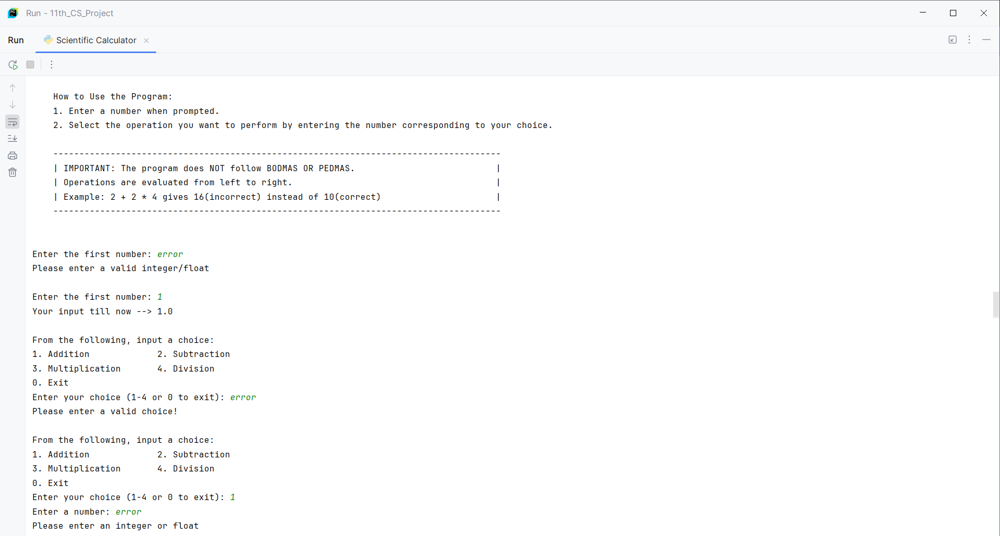 Run - 11th_CS_Project
Run
Scientific Calculator
How to Use the Program:
1. Enter a number when prompted.
2. Select the operation you want to perform by entering the number corresponding to your choice.
--------------------------------------------------------------------------------------
| IMPORTANT: The program does NOT follow BODMAS OR PEDMAS.                           |
| Operations are evaluated from left to right.                                       |
| Example: 2 + 2 * 4 gives 16(incorrect) instead of 10(correct)                      |
--------------------------------------------------------------------------------------
Enter the first number: error
Please enter a valid integer/float
Enter the first number: 1
Your input till now --> 1.0
From the following, input a choice:
1. Addition             2. Subtraction
3. Multiplication       4. Division
0. Exit
Enter your choice (1-4 or 0 to exit): error
Please enter a valid choice!
From the following, input a choice:
1. Addition             2. Subtraction
3. Multiplication       4. Division
0. Exit
Enter your choice (1-4 or 0 to exit): 1
Enter a number: error
Please enter an integer or float